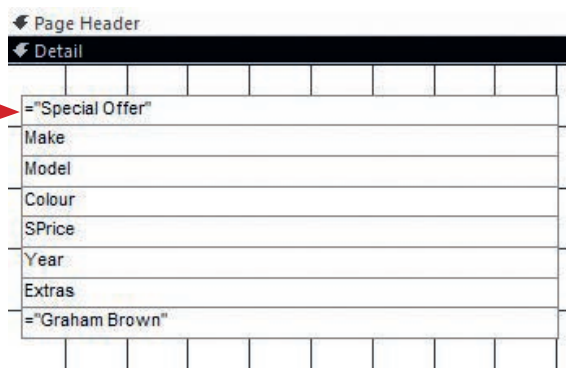 Page Header
Detail
="Special Offer"
Make
Model
Colour
SPrice
Year
Extras
="Graham Brown"